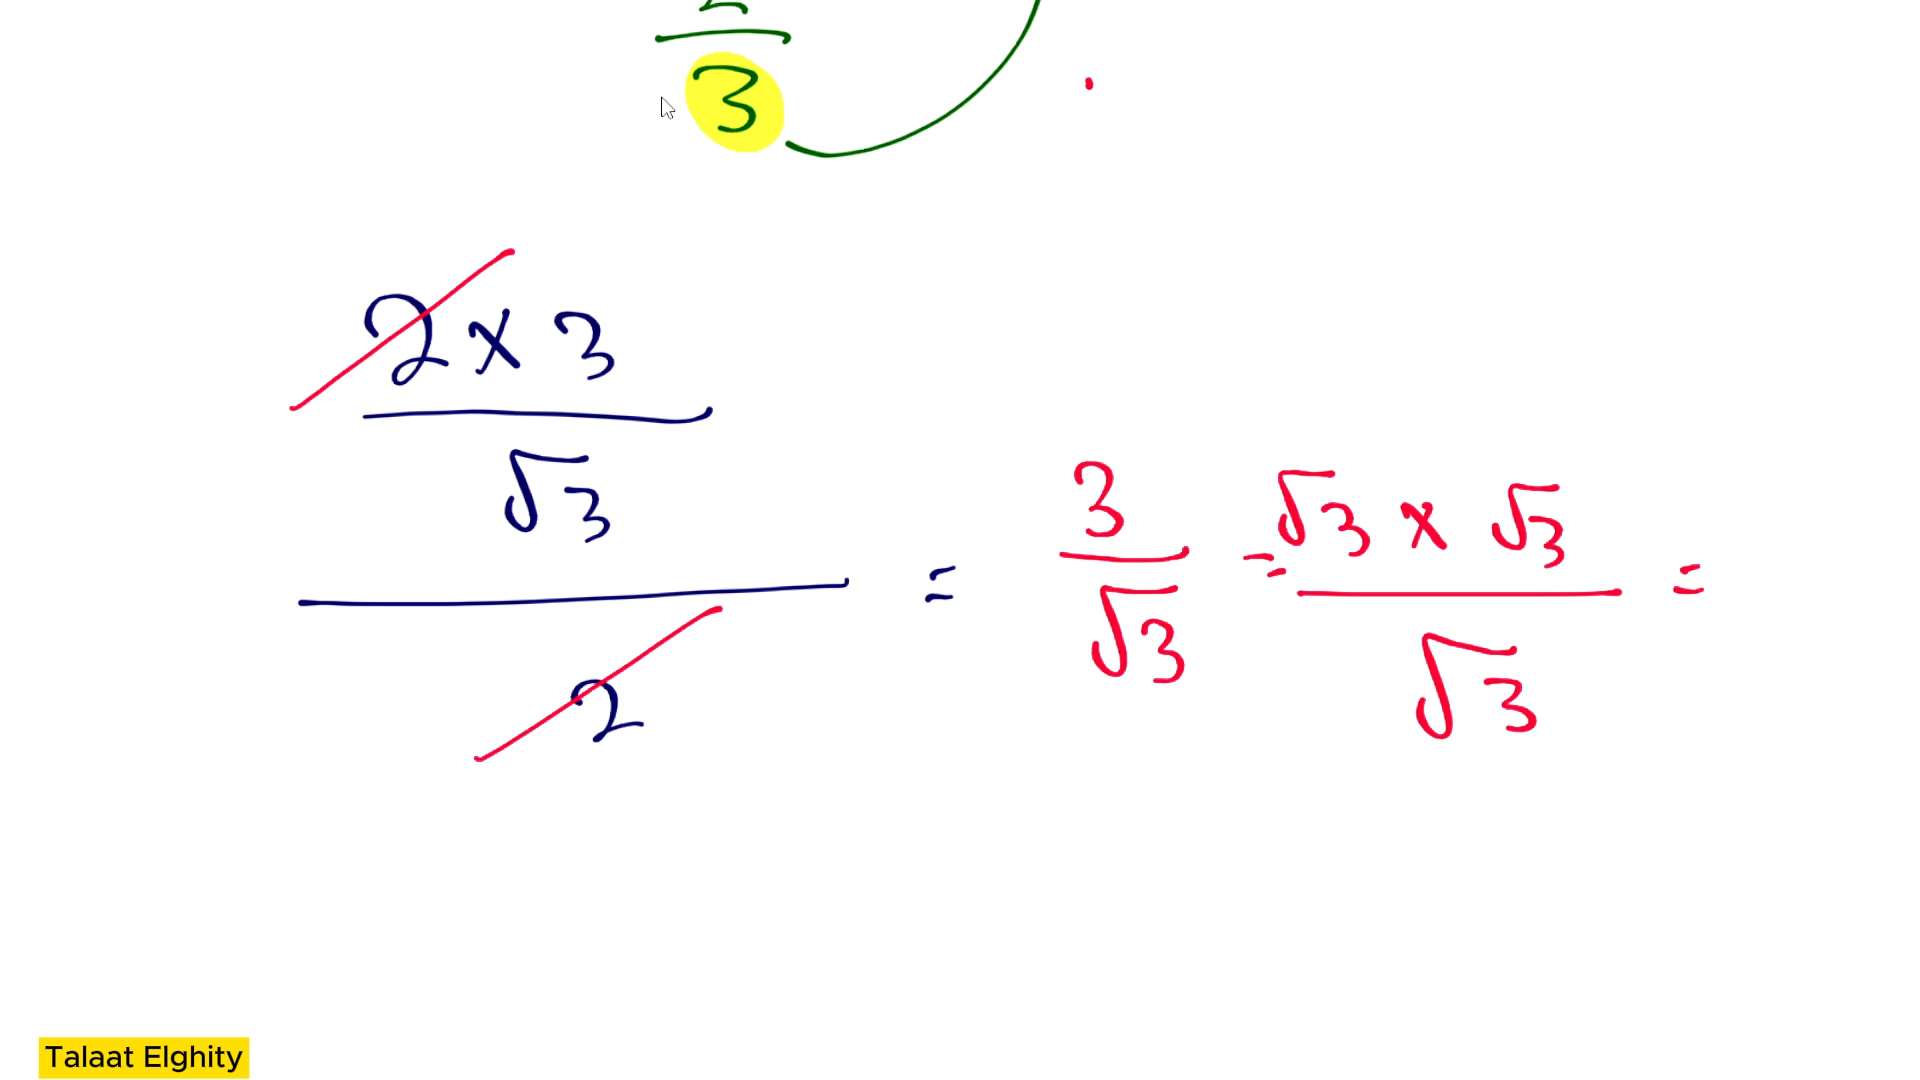 3
2 x 3
√3
2
= 3 / √3 = √3 x √3 / √3 =
Talaat Elghity